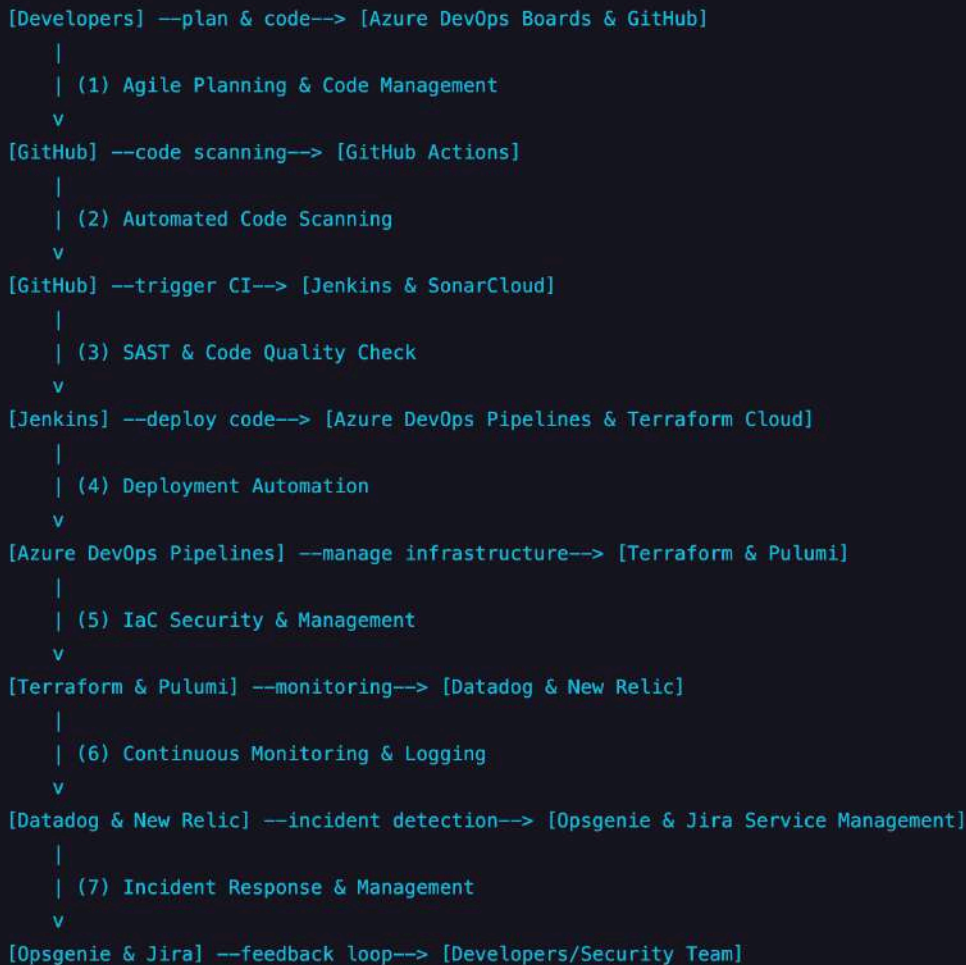 [Developers] --plan & code--> [Azure DevOps Boards & GitHub]
    |
    | (1) Agile Planning & Code Management
    v
[GitHub] --code scanning--> [GitHub Actions]
    |
    | (2) Automated Code Scanning
    v
[GitHub] --trigger CI--> [Jenkins & SonarCloud]
    |
    | (3) SAST & Code Quality Check
    v
[Jenkins] --deploy code--> [Azure DevOps Pipelines & Terraform Cloud]
    |
    | (4) Deployment Automation
    v
[Azure DevOps Pipelines] --manage infrastructure--> [Terraform & Pulumi]
    |
    | (5) IaC Security & Management
    v
[Terraform & Pulumi] --monitoring--> [Datadog & New Relic]
    |
    | (6) Continuous Monitoring & Logging
    v
[Datadog & New Relic] --incident detection--> [Opsgenie & Jira Service Management]
    |
    | (7) Incident Response & Management
    v
[Opsgenie & Jira] --feedback loop--> [Developers/Security Team]